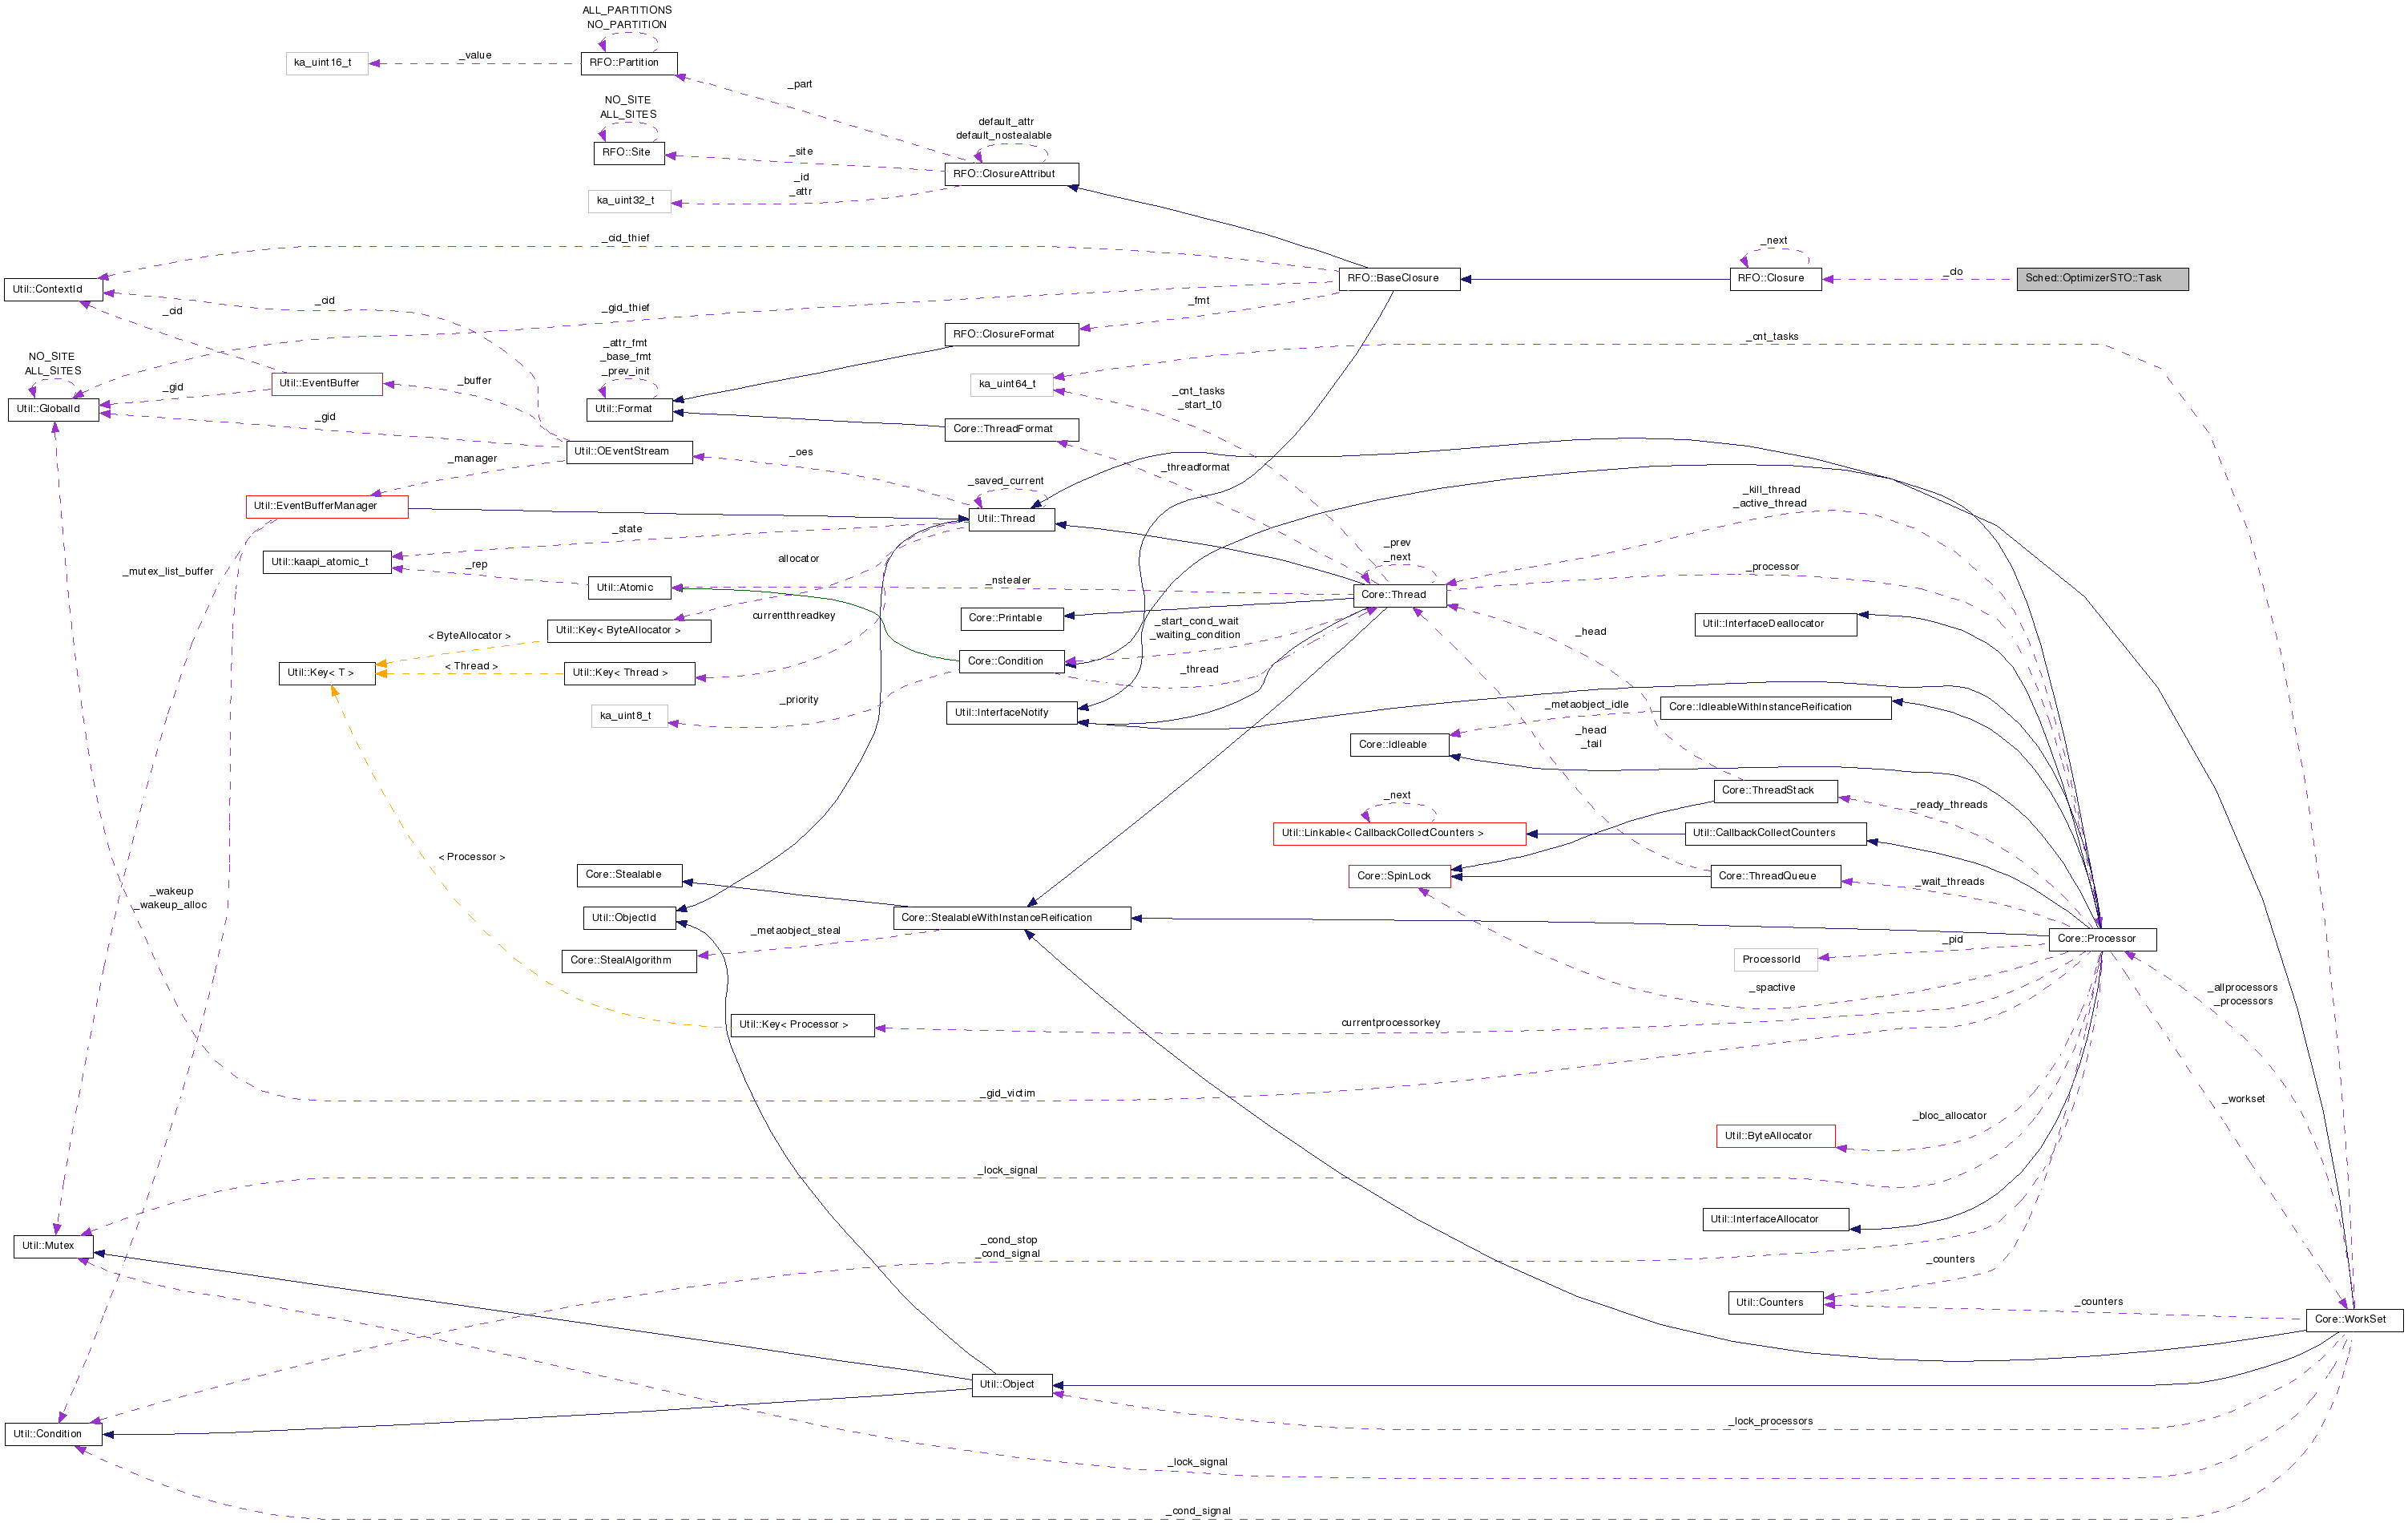 ALL_PARTITIONS
NO_PARTITION
_value
ka_uint16_t
RFO::Partition
_part
NO_SITE
ALL_SITES
default_attr
default_nostealable
_site
RFO::Site
RFO::ClosureAttribut
_id
_attr
ka_uint32_t
_cid_thief
_next
_clo
RFO::BaseClosure
RFO::Closure
Sched::OptimizerSTO::Task
Util::ContextId
_cid
_cid
_gid_thief
_fmt
RFO::ClosureFormat
_cnt_tasks
_attr_fmt
_base_fmt
_prev_init
NO_SITE
ALL_SITES
Util::EventBuffer
_buffer
_gid
ka_uint64_t
_cnt_tasks
_start_t0
Util::GlobalId
Util::Format
_gid
Core::ThreadFormat
Util::OEventStream
_oes
_manager
_threadformat
_saved_current
_kill_thread
_active_thread
Util::EventBufferManager
Util::Thread
_state
_prev
_next
Util::kaapi_atomic_t
_rep
allocator
_mutex_list_buffer
_processor
_nstealer
Util::Atomic
Core::Thread
currentthreadkey
Core::Printable
_start_cond_wait
_waiting_condition
Util::InterfaceDeallocator
Util::Key< ByteAllocator >
< ByteAllocator >
_head
< Thread >
Core::Condition
_thread
Util::Key< T >
Util::Key< Thread >
_priority
ka_uint8_t
Util::InterfaceNotify
_metaobject_idle
Core::IdleableWithInstanceReification
_head
_tail
Core::Idleable
Core::ThreadStack
_next
_ready_threads
Util::Linkable< CallbackCollectCounters >
Util::CallbackCollectCounters
< Processor >
Core::Stealable
Core::SpinLock
Core::ThreadQueue
_wait_threads
_wakeup
_wakeup_alloc
Util::ObjectId
Core::StealableWithInstanceReification
_metaobject_steal
Core::StealAlgorithm
Core::Processor
_pid
ProcessorId
_spactive
_allprocessors
_processors
Util::Key< Processor >
currentprocessorkey
_gid_victim
_workset
_bloc_allocator
Util::ByteAllocator
_lock_signal
Util::InterfaceAllocator
Util::Mutex
_cond_stop
_cond_signal
_counters
Util::Counters
_counters
Core::WorkSet
Util::Object
_lock_processors
Util::Condition
_lock_signal
_cond_signal